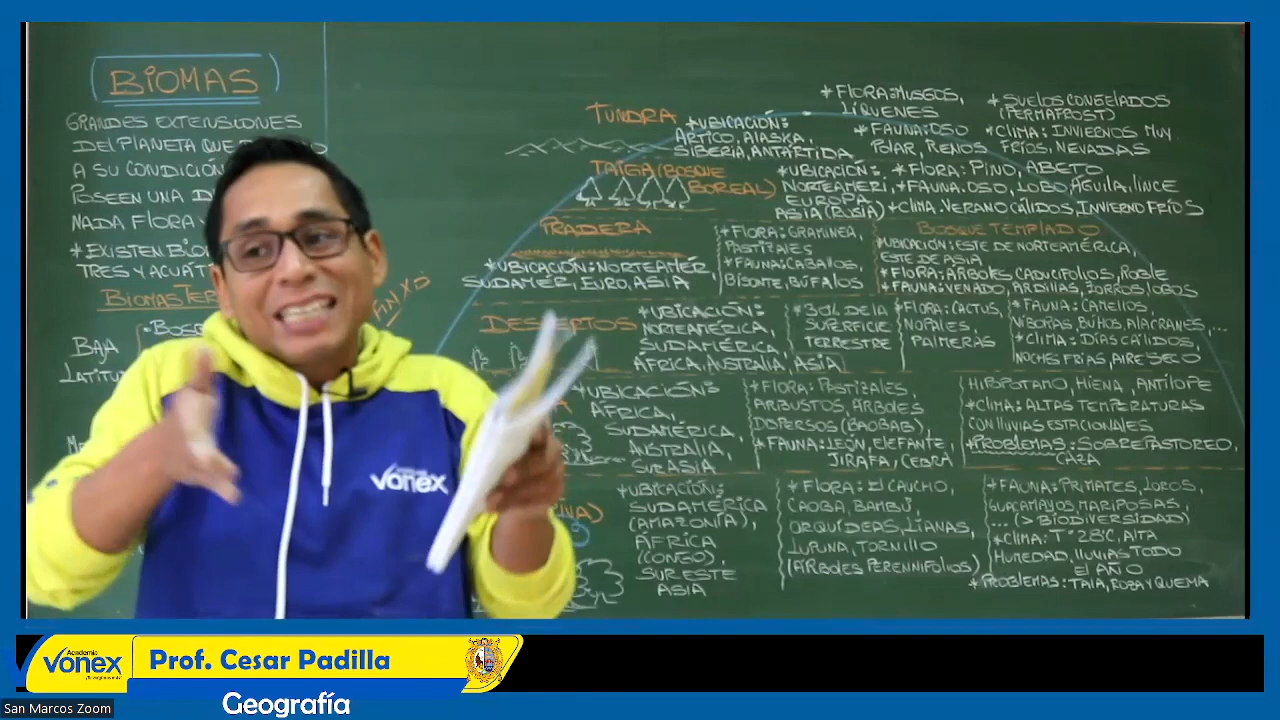 BIOMAS
GRANDES EXTENSIONES
DEL PLANETA QUE
A SU CONDICIÓN
POSEEN UNA
NADA FLORA
* EXISTEN
TRES Y
BIOMAS
BAJA
TUNDRA
* UBICACIÓN:
ÁRTICO, ALASKA,
SIBERIA, ANTÁRTIDA
* FLORA: MUSGOS,
LÍQUENES
* FAUNA: OSO
POLAR, RENOS
* SUELOS CONGELADOS
(PERMAFROST)
* CLIMA: INVIERNOS MUY
FRÍOS, NEVADAS
TAIGA (BOSQUE
BOREAL)
* UBICACIÓN:
NORTEAMERI,
EUROPA
ASIA (RUSIA)
* FLORA: PINO, ABETO
* FAUNA: OSO, LOBO, ÁGUILA, LINCE
* CLIMA: VERANO CÁLIDOS, INVIERNO FRÍOS
PRADERA
* UBICACIÓN: NORTEAMÉR,
SUDAMÉR, EURO, ASIA
* FLORA: GRAMINEA,
PASTIZALES
* FAUNA: CABALLOS,
BISONTE, BÚFALOS
BOSQUE TEMPLADO
* UBICACIÓN: ESTE DE NORTEAMÉRICA,
ESTE DE ASIA
* FLORA: ÁRBOLES CADUCIFOLIOS, ROBLE
* FAUNA: VENADO, ARDILLAS, ZORROS, LOBOS
DESIERTOS
* UBICACIÓN:
NORTEAMÉRICA,
SUDAMÉRICA,
ÁFRICA, AUSTRALIA, ASIA
* 30% DE LA
SUPERFICIE
TERRESTRE
* FLORA: CACTUS,
NOPALES,
PALMERAS
* FAUNA: CAMELLOS,
VÍBORAS, BÚHOS, ALACRANES, ...
* CLIMA: DÍAS CÁLIDOS,
NOCHES FRÍAS, AIRE SECO
* UBICACIÓN:
ÁFRICA,
SUDAMÉRICA,
AUSTRALIA,
SUR ASIA
* FLORA: PASTIZALES,
ARBUSTOS, ÁRBOLES
DISPERSOS (BAOBAB)
* FAUNA: LEÓN, ELEFANTE,
JIRAFA, CEBRA
HIPOPÓTAMO, HIENA, ANTÍLOPE
* CLIMA: ALTAS TEMPERATURAS
CON LLUVIAS ESTACIONALES
* PROBLEMAS: SOBREPASTOREO,
CAZA
* UBICACIÓN:
SUDAMÉRICA
(AMAZONÍA),
ÁFRICA
(CONGO),
SUR ESTE
ASIA
* FLORA: EL CAUCHO,
CAOBA, BAMBÚ,
ORQUÍDEAS, LIANAS,
LUPUNA, TORNILLO
(ÁRBOLES PERENNIFOLIOS)
* FAUNA: PRIMATES, LOROS,
GUACAMAYOS, MARIPOSAS,
... (> BIODIVERSIDAD)
* CLIMA: T° 28°C, ALTA
HUMEDAD, LLUVIAS TODO
EL AÑO
* PROBLEMAS: TALA, ROZA Y QUEMA
vonex
Academia
vonex
Prof. Cesar Padilla
Geografía
San Marcos Zoom